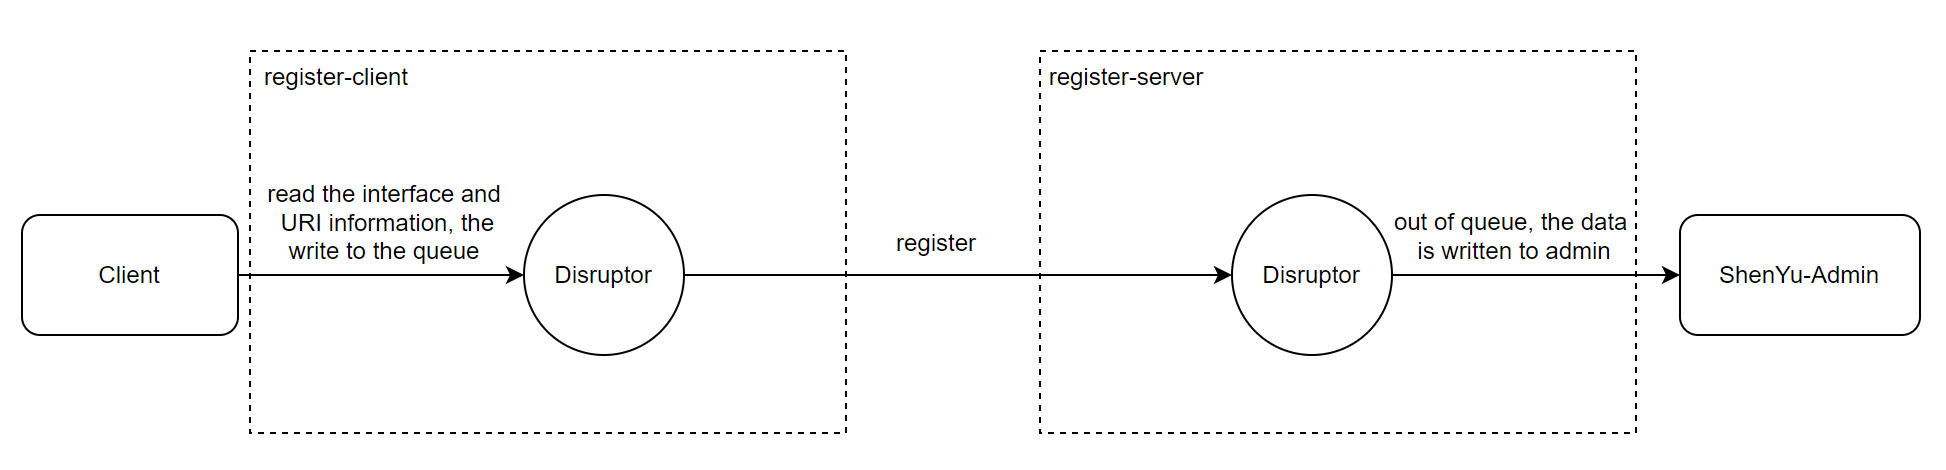 register-client
register-server
read the interface and
URI information, the
write to the queue
Client
Disruptor
register
Disruptor
out of queue, the data
is written to admin
ShenYu-Admin